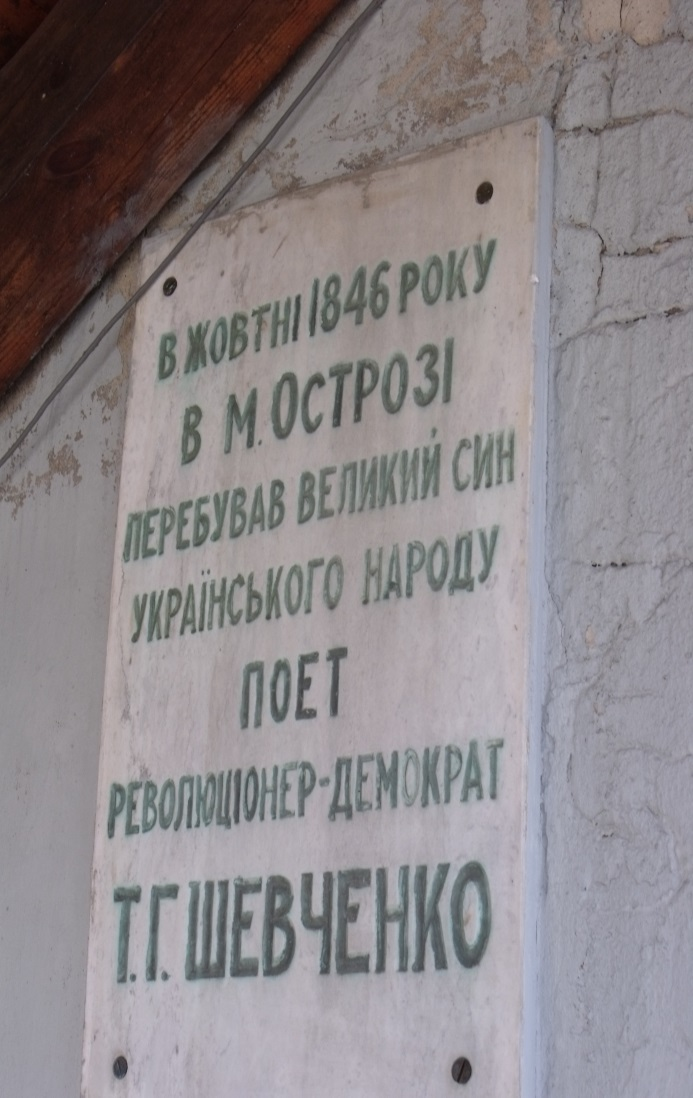 В ЖОВТНІ 1846 РОКУ
В М. ОСТРОЗІ
ПЕРЕБУВАВ ВЕЛИКИЙ СИН
УКРАЇНСЬКОГО НАРОДУ
ПОЕТ
РЕВОЛЮЦІОНЕР-ДЕМОКРАТ
Т.Г. ШЕВЧЕНКО